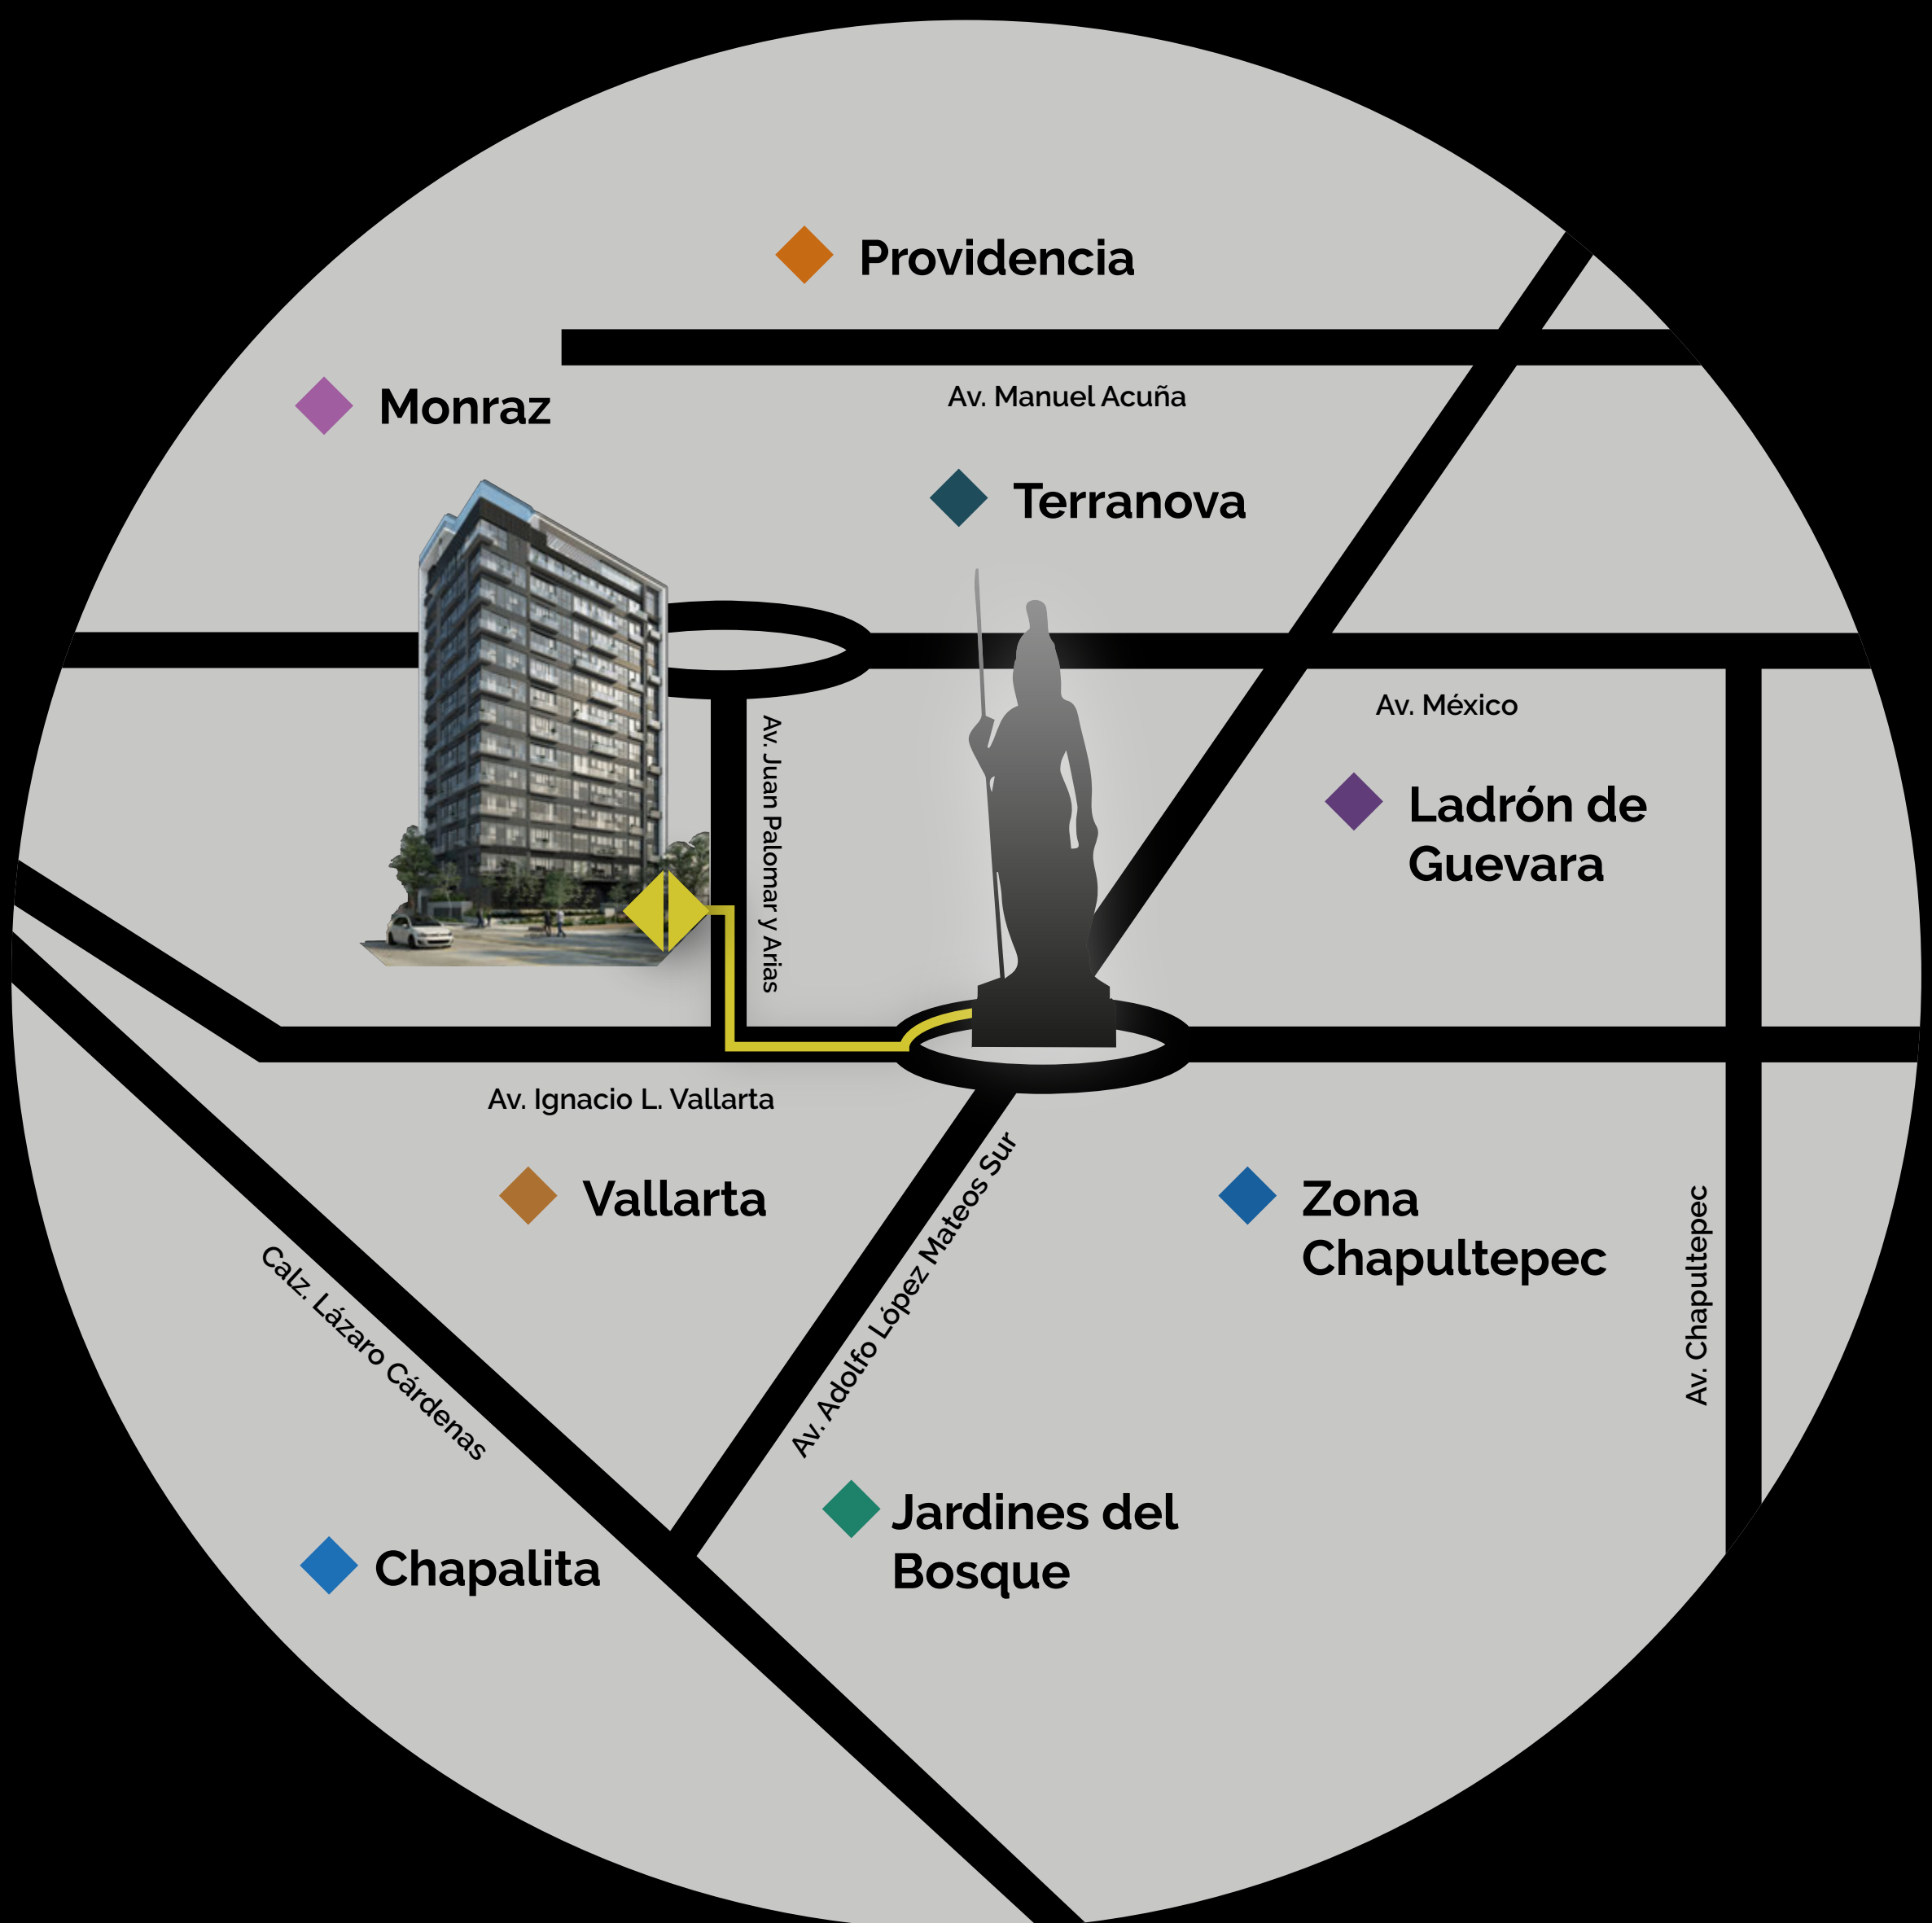 Providencia
Av. Manuel Acuña
Monraz
Terranova
Av. México
Av. Juan Palomar y Arias
Ladrón de
Guevara
Av. Ignacio L. Vallarta
Vallarta
Av. Adolfo López Mateos Sur
Zona
Chapultepec
Av. Chapultepec
Calz. Lázaro Cárdenas
Jardines del
Bosque
Chapalita